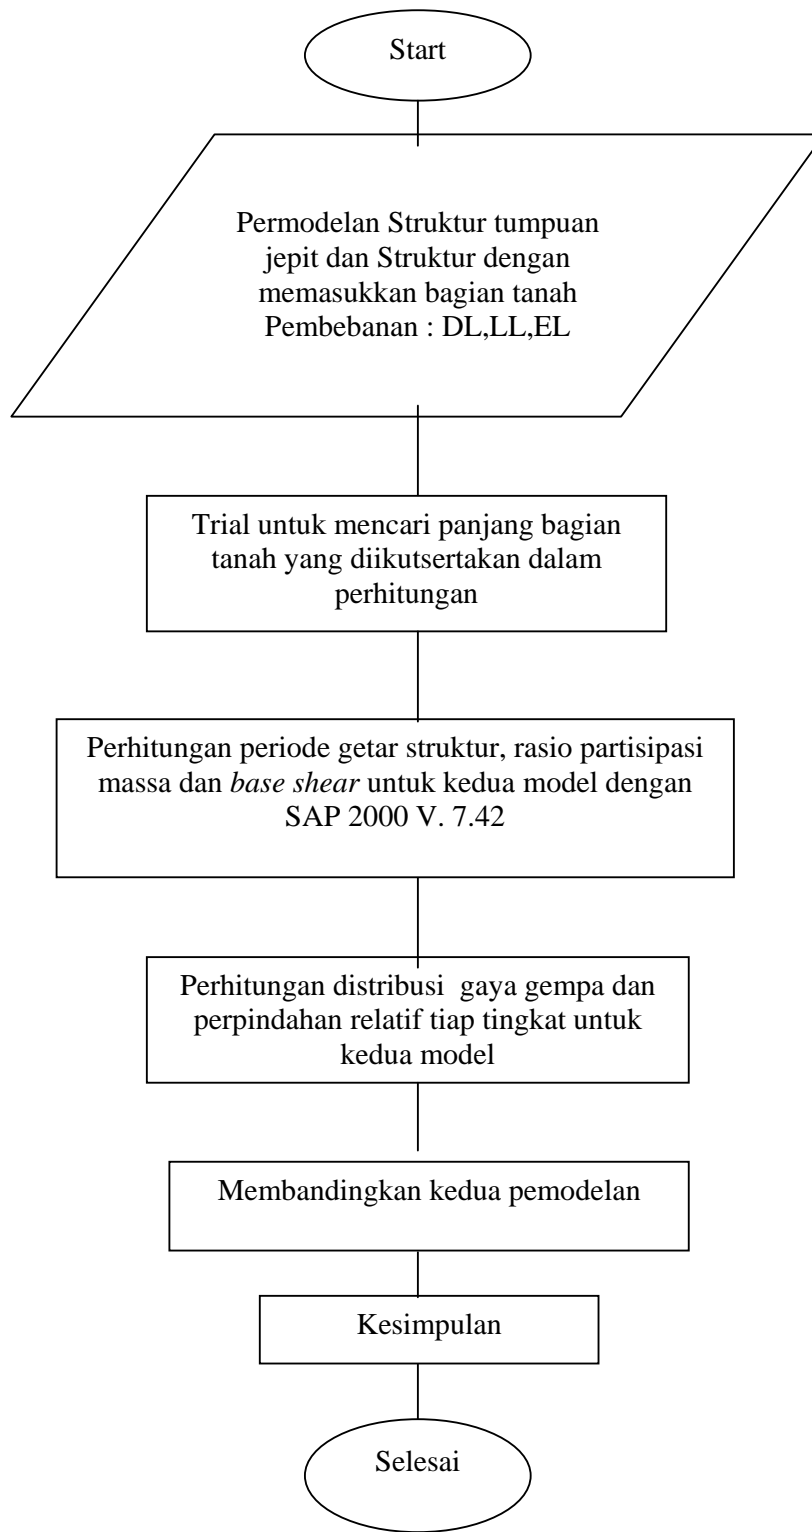 Start
Permodelan Struktur tumpuan
jepit dan Struktur dengan
memasukkan bagian tanah
Pembebanan : DL,LL,EL
Trial untuk mencari panjang bagian
tanah yang diikutsertakan dalam
perhitungan
Perhitungan periode getar struktur, rasio partisipasi
massa dan base shear untuk kedua model dengan
SAP 2000 V. 7.42
Perhitungan distribusi  gaya gempa dan
perpindahan relatif tiap tingkat untuk
kedua model
Membandingkan kedua pemodelan
Kesimpulan
Selesai